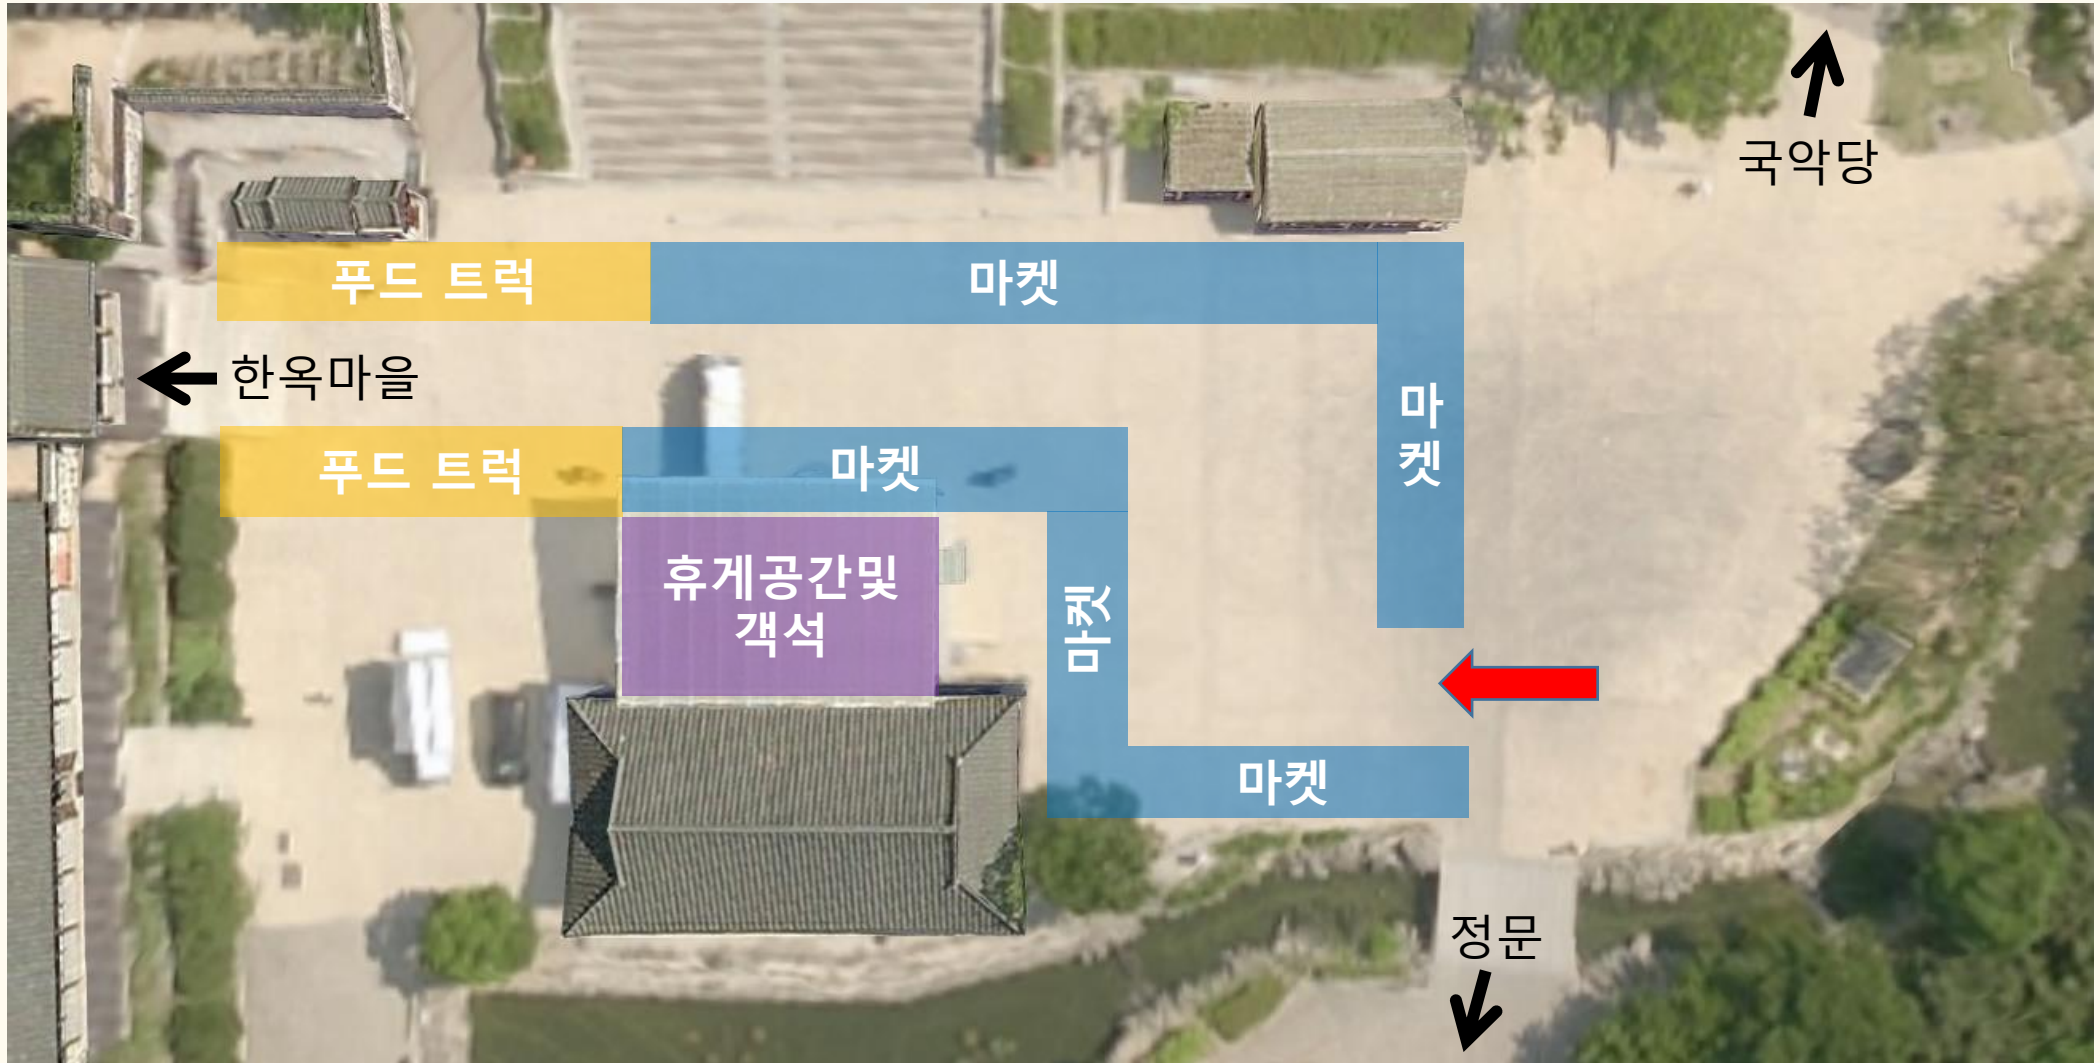 국악당
푸드 트럭
마켓
한옥마을
마
켓
푸드 트럭
마켓
휴게공간및
객석
마켓
마켓
정문